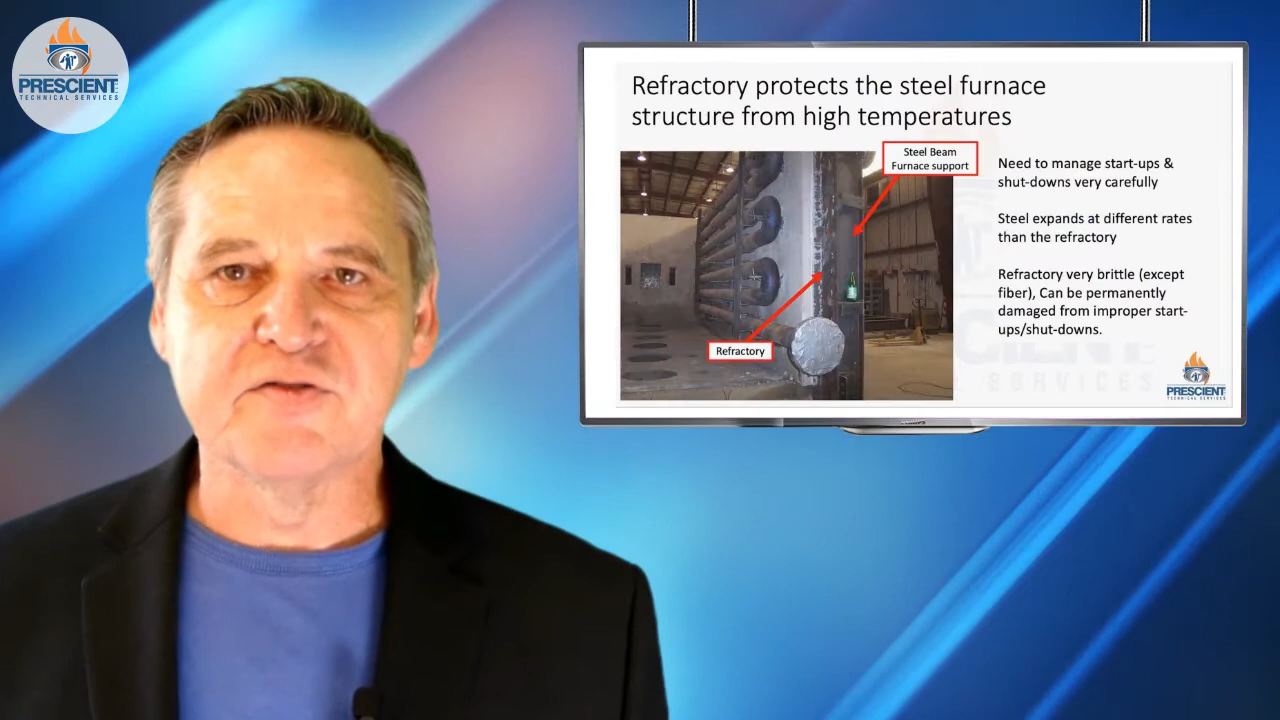 PRESCIENT
TECHNICAL SERVICES
Refractory protects the steel furnace
structure from high temperatures
Steel Beam
Furnace support
Refractory
Need to manage start-ups &
shut-downs very carefully
Steel expands at different rates
than the refractory
Refractory very brittle (except
fiber), Can be permanently
damaged from improper start-
ups/shut-downs.
PRESCIENT
TECHNICAL SERVICES